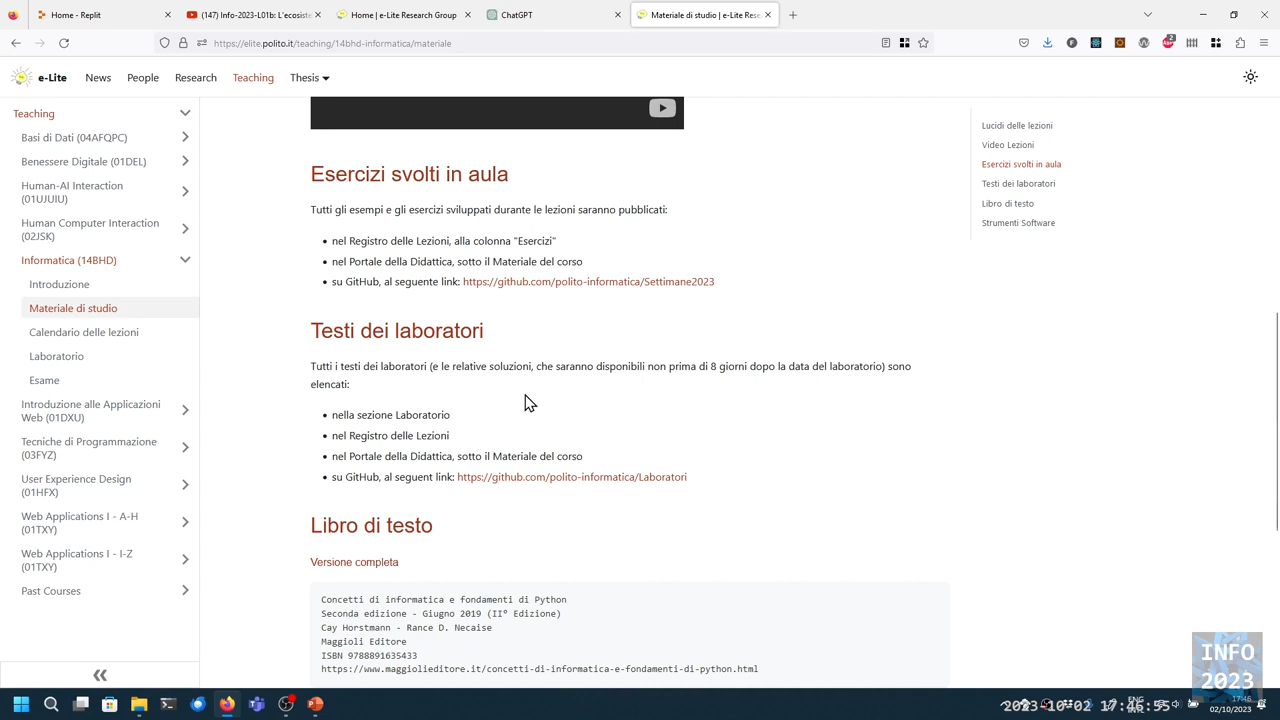 Home - Replit
(147) Info-2023-L01b: L'ecosiste
Home | e-Lite Research Group
ChatGPT
Materiale di studio | e-Lite Rese
https://elite.polito.it/teaching/14bhd-informatica/materiale
e-Lite
News
People
Research
Teaching
Thesis
Teaching
Basi di Dati (04AFQPC)
Benessere Digitale (01DEL)
Human-AI Interaction
(01UJUIU)
Human Computer Interaction
(02JSK)
Informatica (14BHD)
Introduzione
Materiale di studio
Calendario delle lezioni
Laboratorio
Esame
Introduzione alle Applicazioni
Web (01DXU)
Tecniche di Programmazione
(03FYZ)
User Experience Design
(01HFX)
Web Applications I - A-H
(01TXY)
Web Applications I - I-Z
(01TXY)
Past Courses
Esercizi svolti in aula
Tutti gli esempi e gli esercizi sviluppati durante le lezioni saranno pubblicati:
• nel Registro delle Lezioni, alla colonna "Esercizi"
• nel Portale della Didattica, sotto il Materiale del corso
• su GitHub, al seguente link: https://github.com/polito-informatica/Settimane2023
Testi dei laboratori
Tutti i testi dei laboratori (e le relative soluzioni, che saranno disponibili non prima di 8 giorni dopo la data del laboratorio) sono
elencati:
• nella sezione Laboratorio
• nel Registro delle Lezioni
• nel Portale della Didattica, sotto il Materiale del corso
• su GitHub, al seguent link: https://github.com/polito-informatica/Laboratori
Libro di testo
Versione completa
Concetti di informatica e fondamenti di Python
Seconda edizione - Giugno 2019 (II° Edizione)
Cay Horstmann - Rance D. Necaise
Maggioli Editore
ISBN 9788891635433
https://www.maggiolieditore.it/concetti-di-informatica-e-fondamenti-di-python.html
Lucidi delle lezioni
Video Lezioni
Esercizi svolti in aula
Testi dei laboratori
Libro di testo
Strumenti Software
INFO
2023
ENG
17:46
02/10/2023
2023-10-02 17:46:35